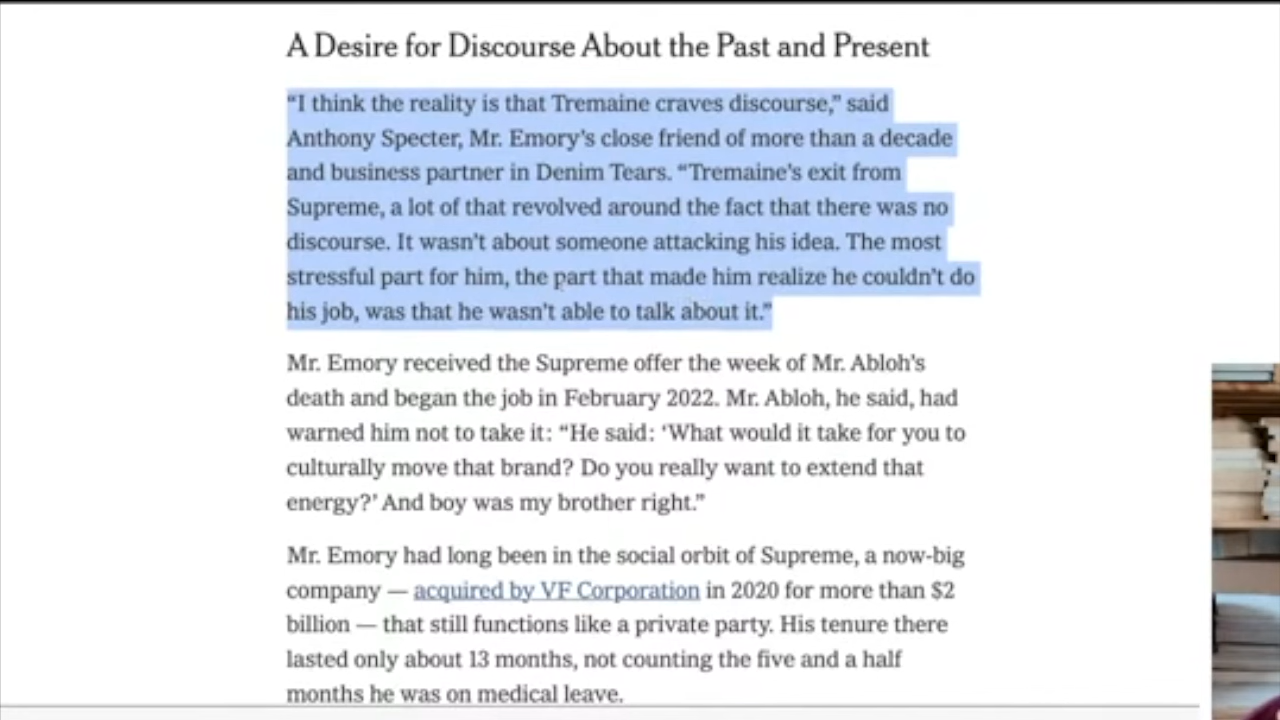 A Desire for Discourse About the Past and Present
“I think the reality is that Tremaine craves discourse,” said
Anthony Specter, Mr. Emory’s close friend of more than a decade
and business partner in Denim Tears. “Tremaine’s exit from
Supreme, a lot of that revolved around the fact that there was no
discourse. It wasn’t about someone attacking his idea. The most
stressful part for him, the part that made him realize he couldn’t do
his job, was that he wasn’t able to talk about it.”
Mr. Emory received the Supreme offer the week of Mr. Abloh’s
death and began the job in February 2022. Mr. Abloh, he said, had
warned him not to take it: “He said: ‘What would it take for you to
culturally move that brand? Do you really want to extend that
energy?’ And boy was my brother right.”
Mr. Emory had long been in the social orbit of Supreme, a now-big
company — acquired by VF Corporation in 2020 for more than $2
billion — that still functions like a private party. His tenure there
lasted only about 13 months, not counting the five and a half
months he was on medical leave.